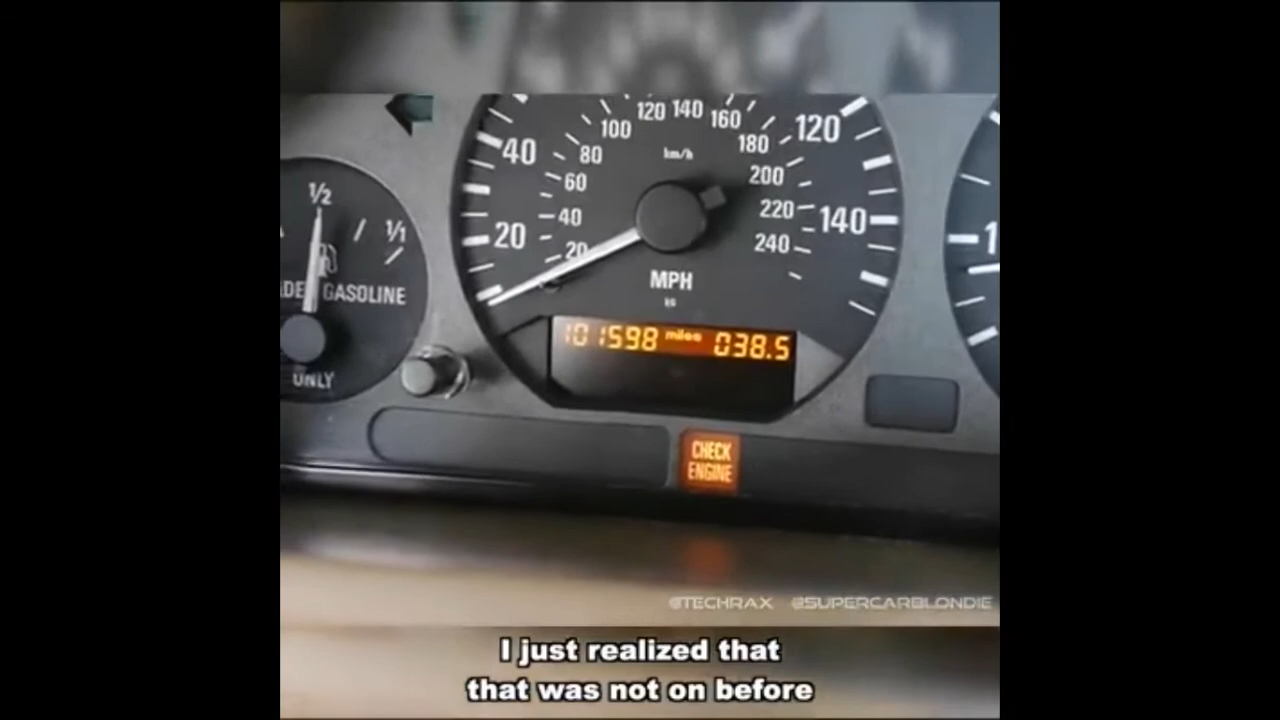 120 140 160
100 180 120
40 80 km/h 200
1/2 60
1/1 40 220 140
20 20 240 1
GASOLINE MPH
101598 miles 038.5
ONLY
CHECK
ENGINE
@TECHRAX @SUPERCARBLONDIE
I just realized that
that was not on before